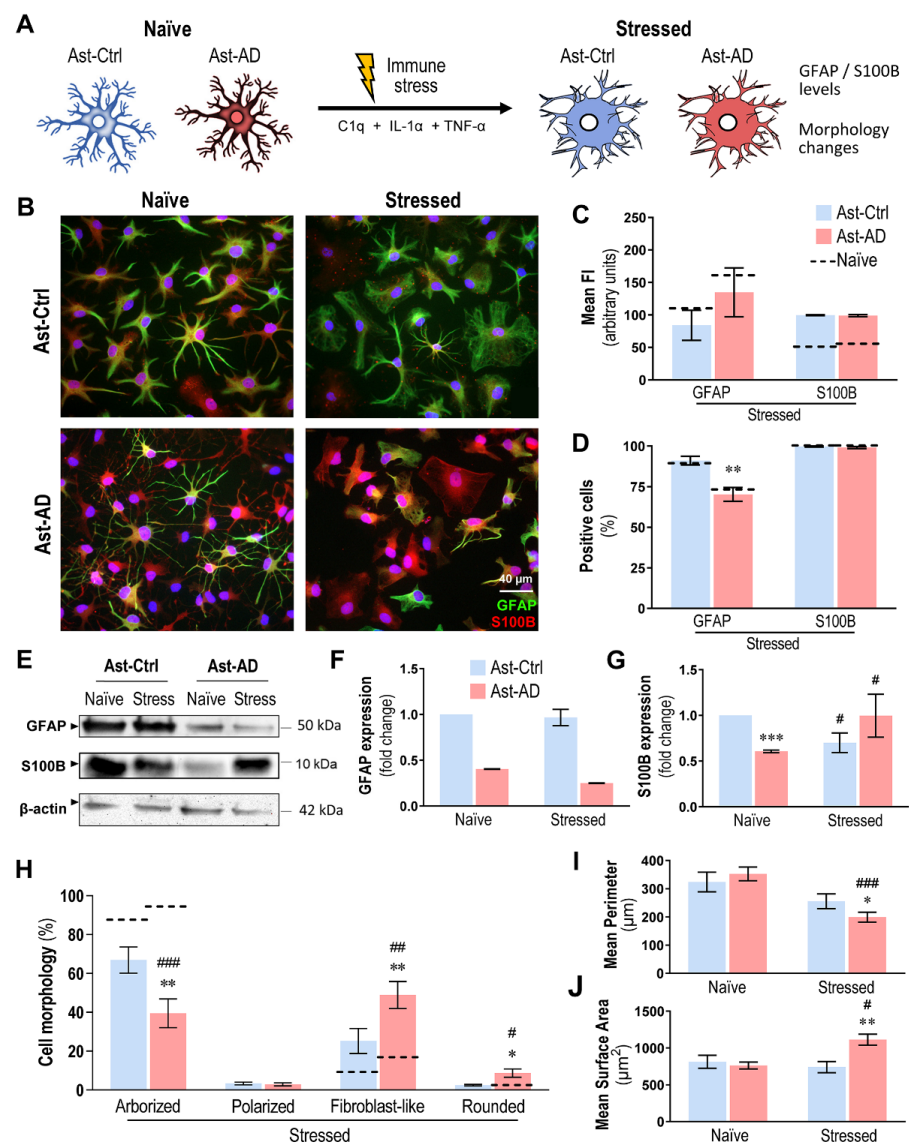 A
Naïve
Stressed
Ast-Ctrl
Ast-AD
Immune
stress
C1q + IL-1α + TNF-α
Ast-Ctrl
Ast-AD
GFAP / S100B
levels
Morphology
changes
B
Naïve
Stressed
Ast-Ctrl
Ast-AD
40 μm
GFAP
S100B
C
Mean FI
(arbitrary units)
250
200
150
100
50
0
Ast-Ctrl
Ast-AD
Naïve
GFAP
S100B
Stressed
D
Positive cells
(%)
100
75
50
25
0
**
GFAP
S100B
Stressed
E
Ast-Ctrl
Ast-AD
Naïve Stress Naïve Stress
GFAP
50 kDa
S100B
10 kDa
β-actin
42 kDa
F
GFAP expression
(fold change)
1.5
1.0
0.5
0.0
Ast-Ctrl
Ast-AD
Naïve
Stressed
G
S100B expression
(fold change)
1.5
1.0
0.5
0.0
***
#
#
Naïve
Stressed
H
Cell morphology (%)
100
80
60
40
20
0
###
**
##
**
#
*
Arborized
Polarized
Fibroblast-like
Rounded
Stressed
I
Mean Perimeter
(μm)
400
300
200
100
0
###
*
Naïve
Stressed
J
Mean Surface Area
(μm²)
1500
1000
500
0
#
**
Naïve
Stressed